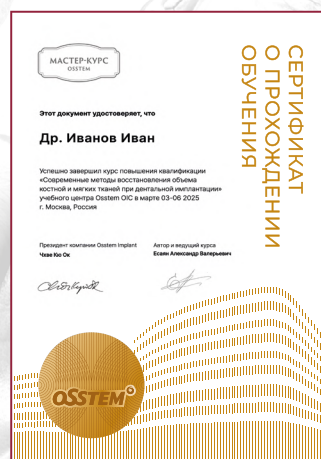 МАСТЕР-КУРС
OSSTEM
СЕРТИФИКАТ
О ПРОХОЖДЕНИИ
ОБУЧЕНИЯ
Этот документ удостоверяет, что
Др. Иванов Иван
Успешно завершил курс повышения квалификации
«Современные методы восстановления объема
костной и мягких тканей при дентальной имплантации»
учебного центра Osstem OIC в марте 03-06 2025
г. Москва, Россия
Президент компании Osstem Implant
Чхве Кю Ок
Автор и ведущий курса
Есаян Александр Валерьевич
OSSTEM